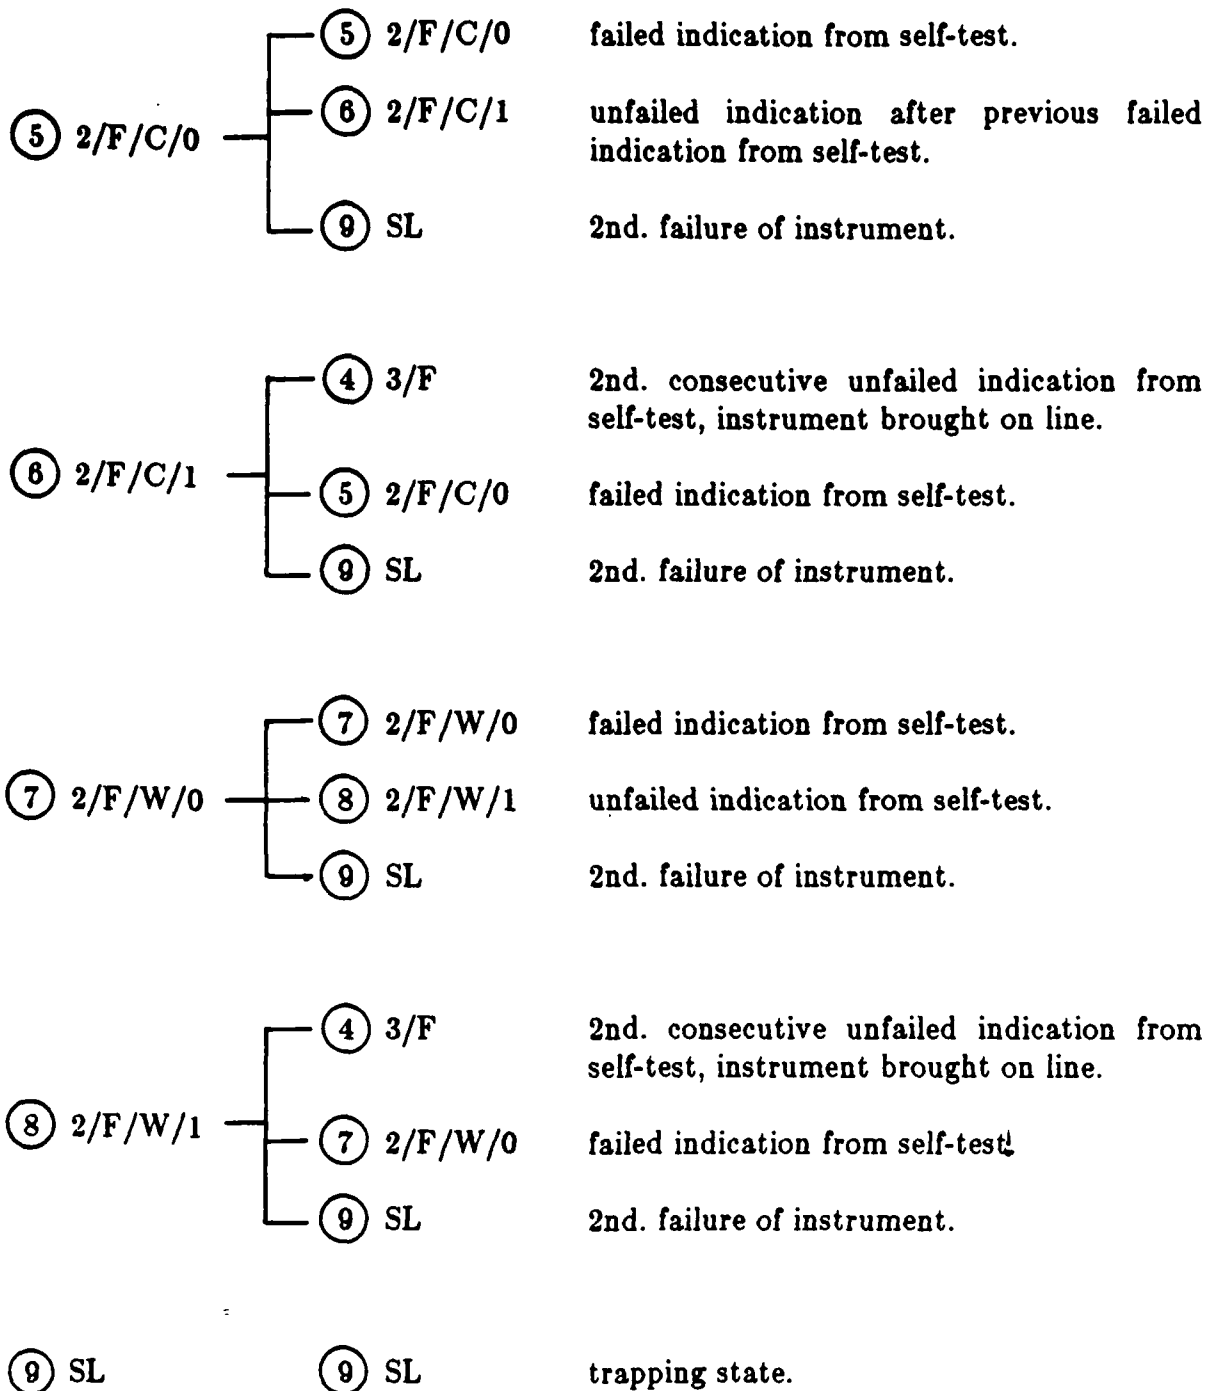 ⑤ 2/F/C/0 failed indication from self-test.
⑤ 2/F/C/0
⑥ 2/F/C/1 unfailed indication after previous failed
indication from self-test.
⑨ SL 2nd. failure of instrument.
④ 3/F 2nd. consecutive unfailed indication from
self-test, instrument brought on line.
⑥ 2/F/C/1
⑤ 2/F/C/0 failed indication from self-test.
⑨ SL 2nd. failure of instrument.
⑦ 2/F/W/0 failed indication from self-test.
⑦ 2/F/W/0 ⑧ 2/F/W/1 unfailed indication from self-test.
⑨ SL 2nd. failure of instrument.
④ 3/F 2nd. consecutive unfailed indication from
self-test, instrument brought on line.
⑧ 2/F/W/1
⑦ 2/F/W/0 failed indication from self-test.
⑨ SL 2nd. failure of instrument.
⑨ SL ⑨ SL trapping state.